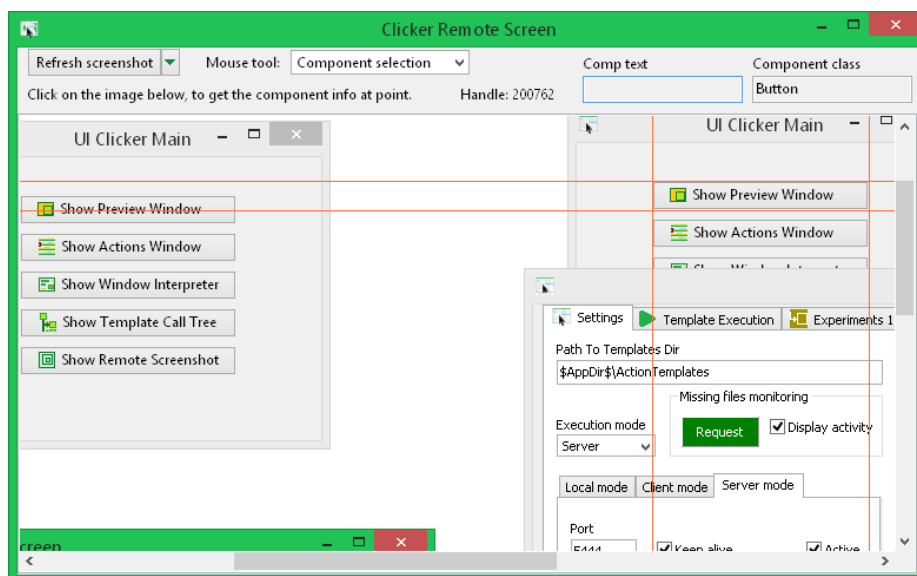 Clicker Remote Screen
Refresh screenshot
Mouse tool:
Component selection
Comp text
Component class
Click on the image below, to get the component info at point.
Handle: 200762
Button
UI Clicker Main
Show Preview Window
Show Actions Window
Show Window Interpreter
Show Template Call Tree
Show Remote Screenshot
UI Clicker Main
Show Preview Window
Show Actions Window
Settings
Template Execution
Experiments 1
Path To Templates Dir
$AppDir$\ActionTemplates
Missing files monitoring
Execution mode
Request
Display activity
Server
Local mode
Client mode
Server mode
Port
Keep alive
Active
creen